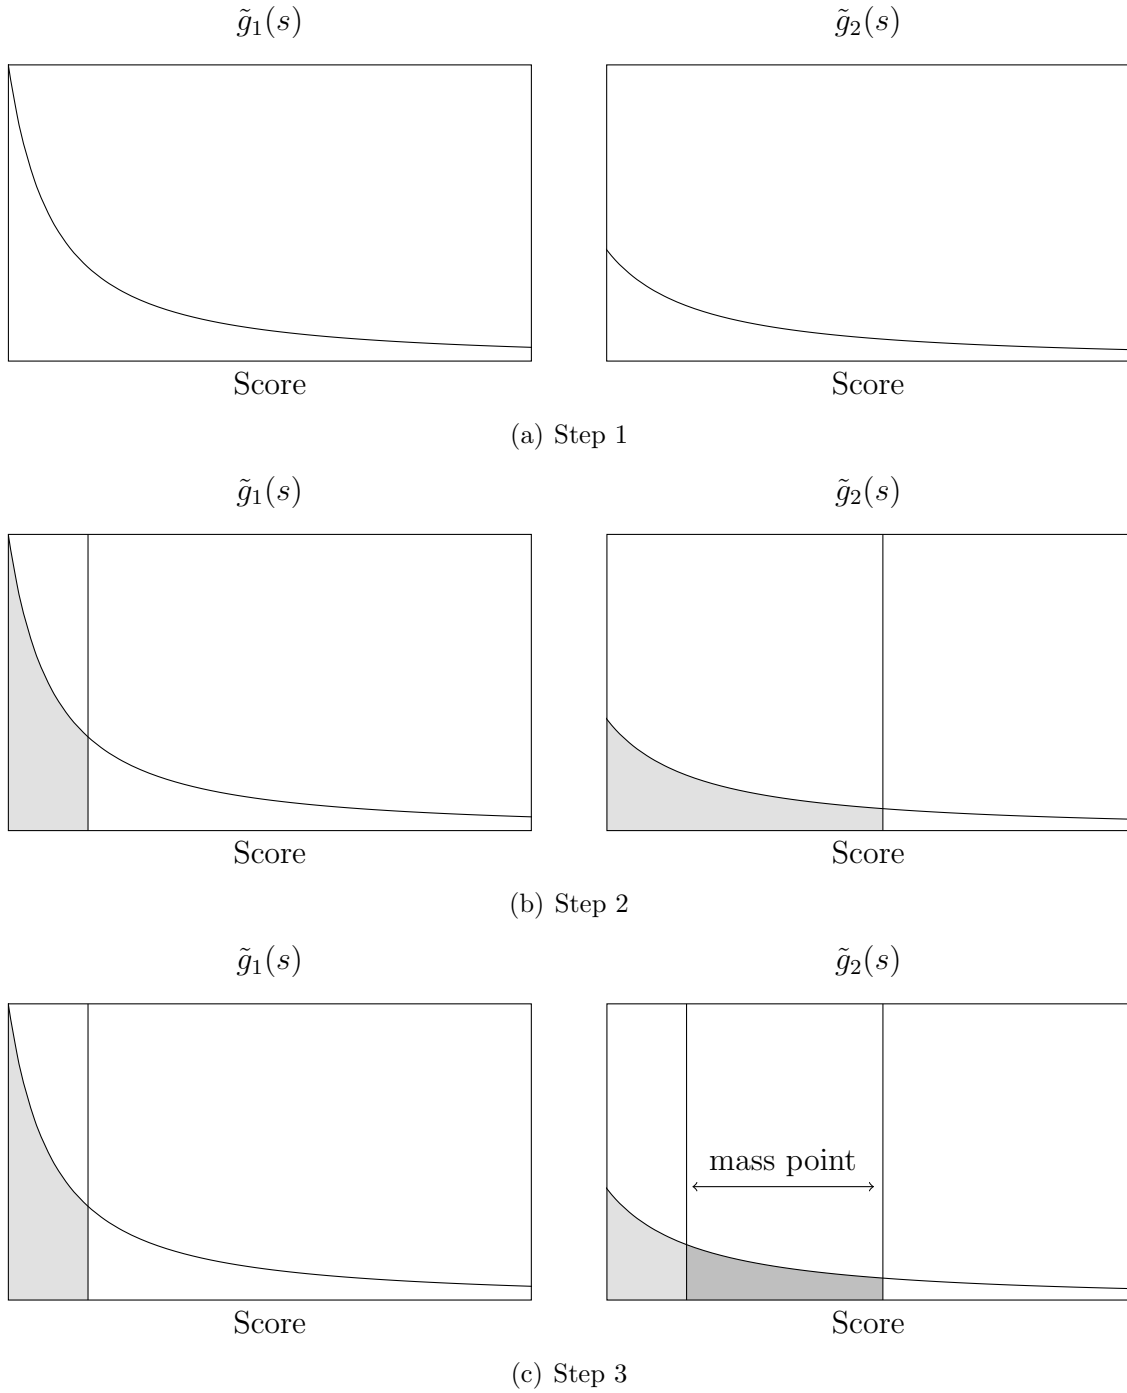 g̃₁(s) g̃₂(s)
Score Score
(a) Step 1
g̃₁(s) g̃₂(s)
Score Score
(b) Step 2
g̃₁(s) g̃₂(s)
mass point
Score Score
(c) Step 3